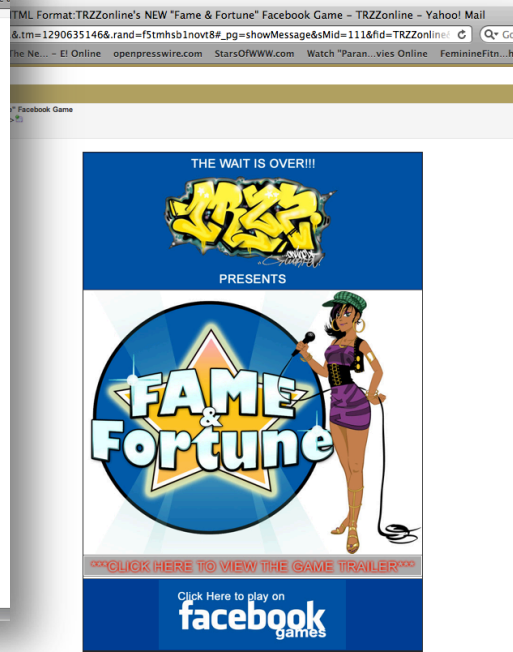 HTML Format:TRZZonline's NEW "Fame & Fortune" Facebook Game – TRZZonline – Yahoo! Mail
&.tm=1290635146&.rand=f5tmhsb1novt8#_pg=showMessage&sMid=111&fid=TRZZonline
The Ne... – E! Online openpresswire.com StarsOfWWW.com Watch "Paran...vies Online FeminineFitn...h
" Facebook Game
THE WAIT IS OVER!!!
TRZZ
PRESENTS
FAME
&
Fortune
***CLICK HERE TO VIEW THE GAME TRAILER***
Click Here to play on
facebook
games